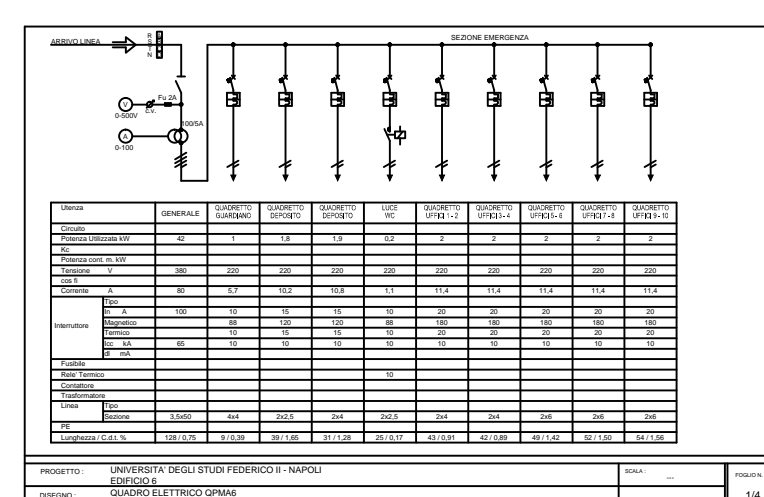 ARRIVO LINEA
R
S
T
N
SEZIONE EMERGENZA
Fu 2A
V
0-500V
c.v.
100/5A
A
0-100
Utenza GENERALE QUADRETTO GUARDIANO QUADRETTO DEPOSITO QUADRETTO DEPOSITO LUCE WC QUADRETTO UFFICI 1 - 2 QUADRETTO UFFICI 3 - 4 QUADRETTO UFFICI 5 - 6 QUADRETTO UFFICI 7 - 8 QUADRETTO UFFICI 9 - 10
Circuito
Potenza Utilizzata kW 42 1 1,8 1,9 0,2 2 2 2 2 2
Kc
Potenza cont. m. kW
Tensione V 380 220 220 220 220 220 220 220 220 220
cos fi
Corrente A 80 5,7 10,2 10,8 1,1 11,4 11,4 11,4 11,4 11,4
Interruttore
Tipo
In A 100 10 15 15 10 20 20 20 20 20
Magnetico 88 120 120 88 180 180 180 180 180
Termico 10 15 15 10 20 20 20 20 20
Icc kA 65 10 10 10 10 10 10 10 10 10
dI mA
Fusibile
Rele' Termico 10
Contattore
Trasformatore
Linea Tipo
Sezione 3,5x50 4x4 2x2,5 2x4 2x2,5 2x4 2x4 2x6 2x6 2x6
PE
Lunghezza / C.d.t. % 128 / 0,75 9 / 0,39 39 / 1,65 31 / 1,28 25 / 0,17 43 / 0,91 42 / 0,89 49 / 1,42 52 / 1,50 54 / 1,56
PROGETTO : UNIVERSITA' DEGLI STUDI FEDERICO II - NAPOLI
EDIFICIO 6
SCALA :
---
FOGLIO N.
DISEGNO : QUADRO ELETTRICO QPMA6
1/4